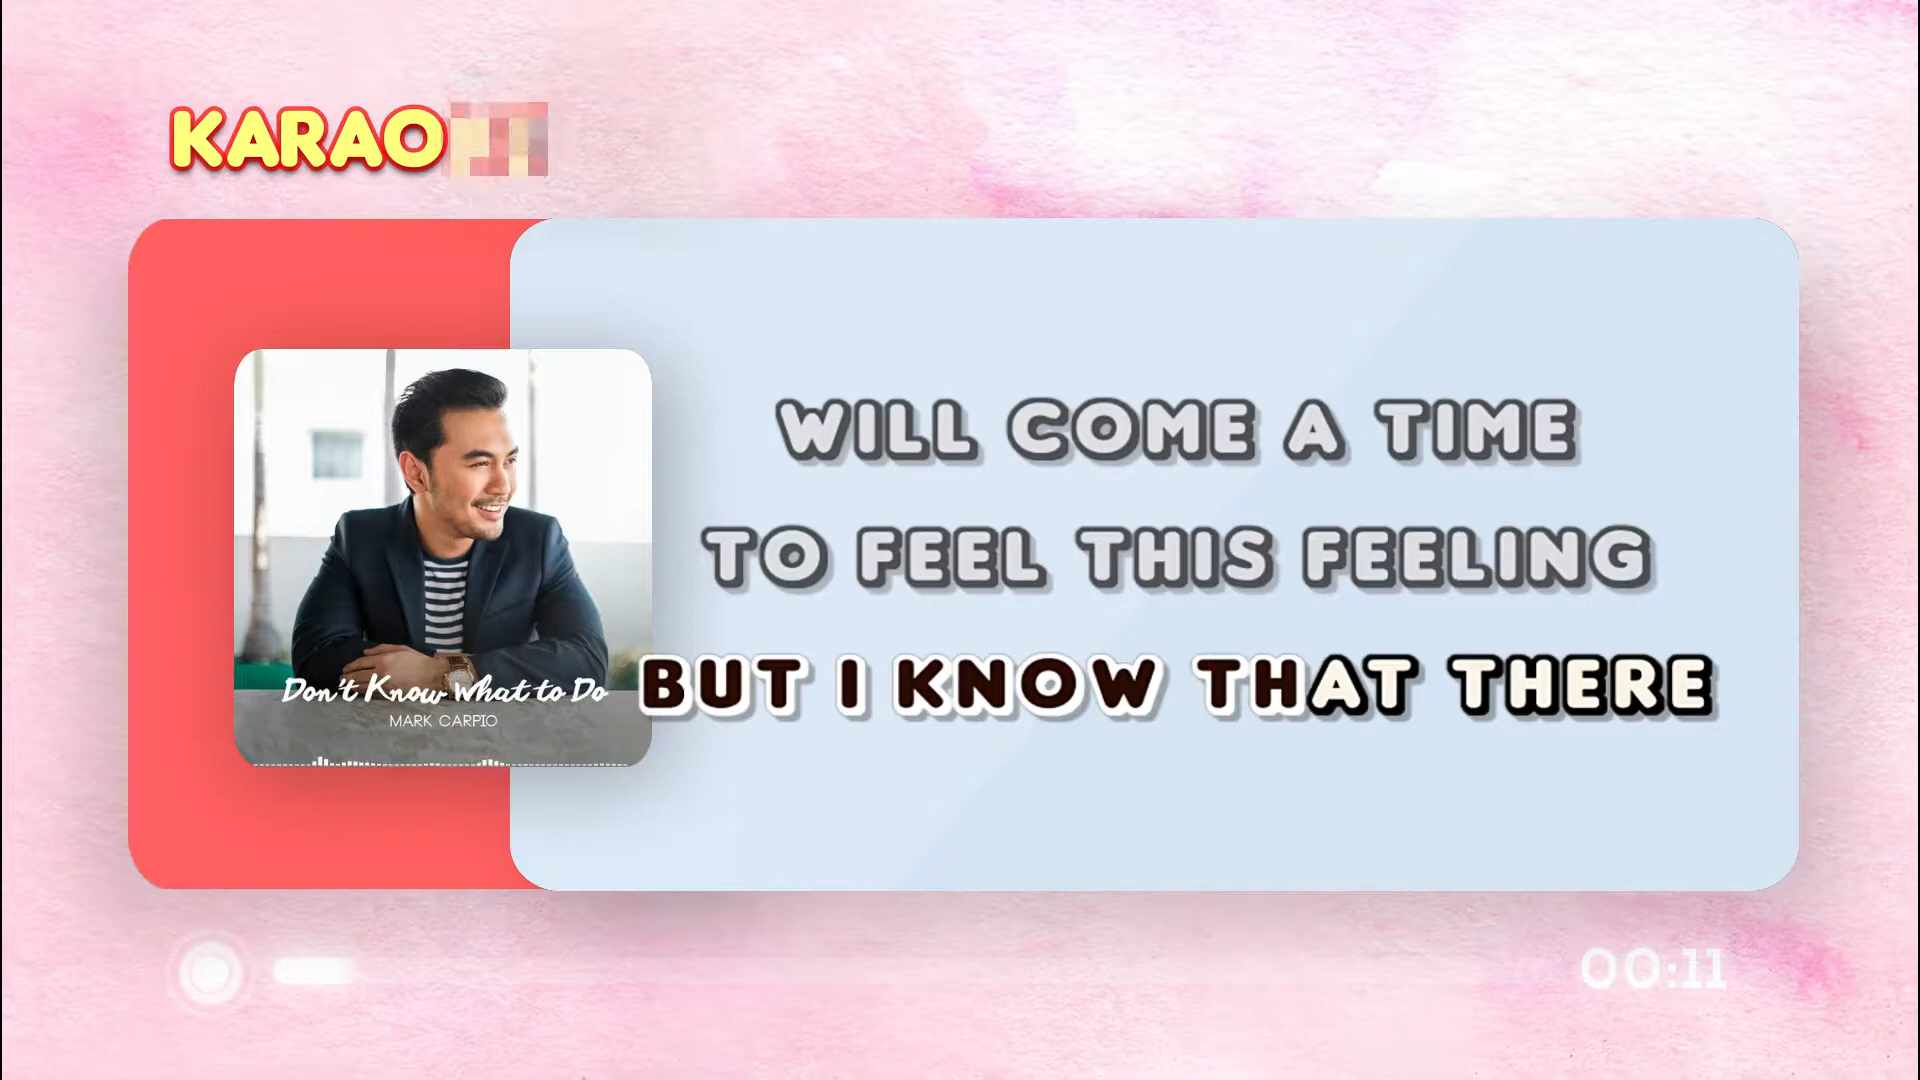 KARAO
WILL COME A TIME
TO FEEL THIS FEELING
BUT I KNOW THAT THERE
Don't Know What to Do
MARK CARPIO
00:11